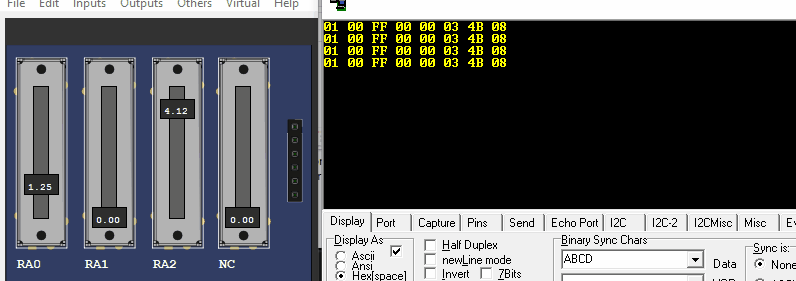 File Edit Inputs Outputs Others Virtual Help
01 00 FF 00 00 03 4B 08
01 00 FF 00 00 03 4B 08
01 00 FF 00 00 03 4B 08
01 00 FF 00 00 03 4B 08
4.12
1.25
0.00
0.00
RA0 RA1 RA2 NC
Display Port Capture Pins Send Echo Port I2C I2C-2 I2CMisc Misc
Display As
Ascii
Ansi
Hex[space]
Half Duplex
newLine mode
Invert 7Bits
Binary Sync Chars
ABCD
Data
Sync is:
None